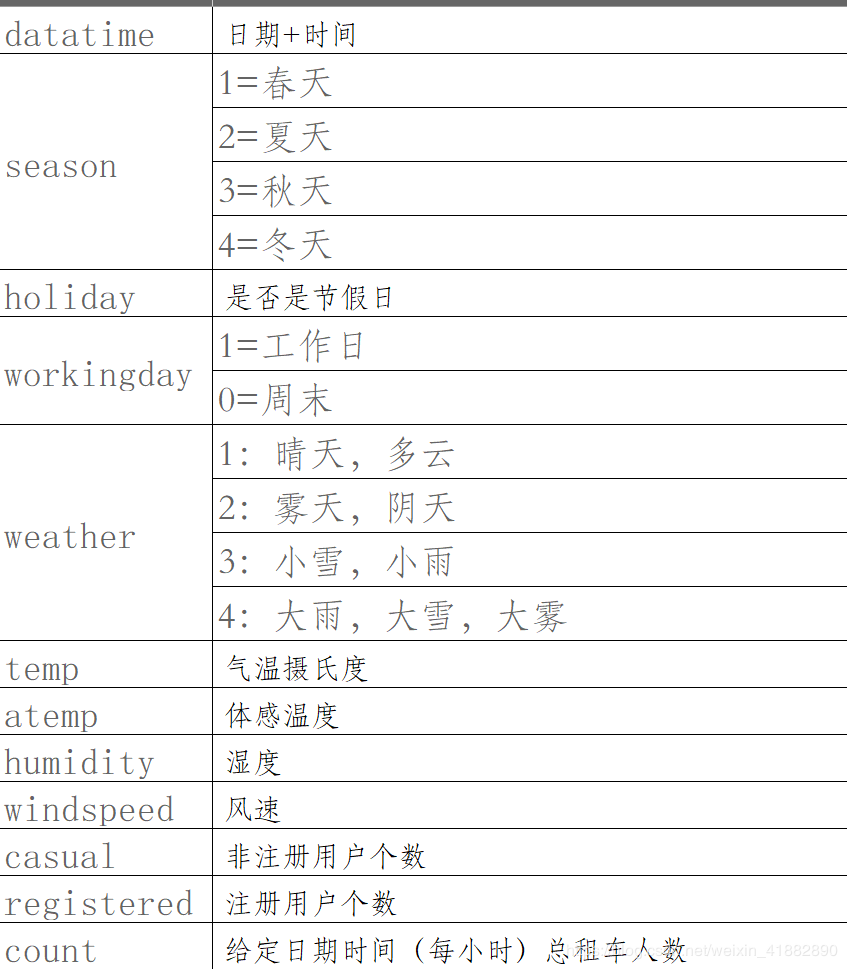 datatime 日期+时间
season
1=春天
2=夏天
3=秋天
4=冬天
holiday 是否是节假日
workingday
1=工作日
0=周末
weather
1: 晴天, 多云
2: 雾天, 阴天
3: 小雪, 小雨
4: 大雨, 大雪, 大雾
temp 气温摄氏度
atemp 体感温度
humidity 湿度
windspeed 风速
casual 非注册用户个数
registered 注册用户个数
count 给定日期时间（每小时）总租车人数
net/weixin_41882890